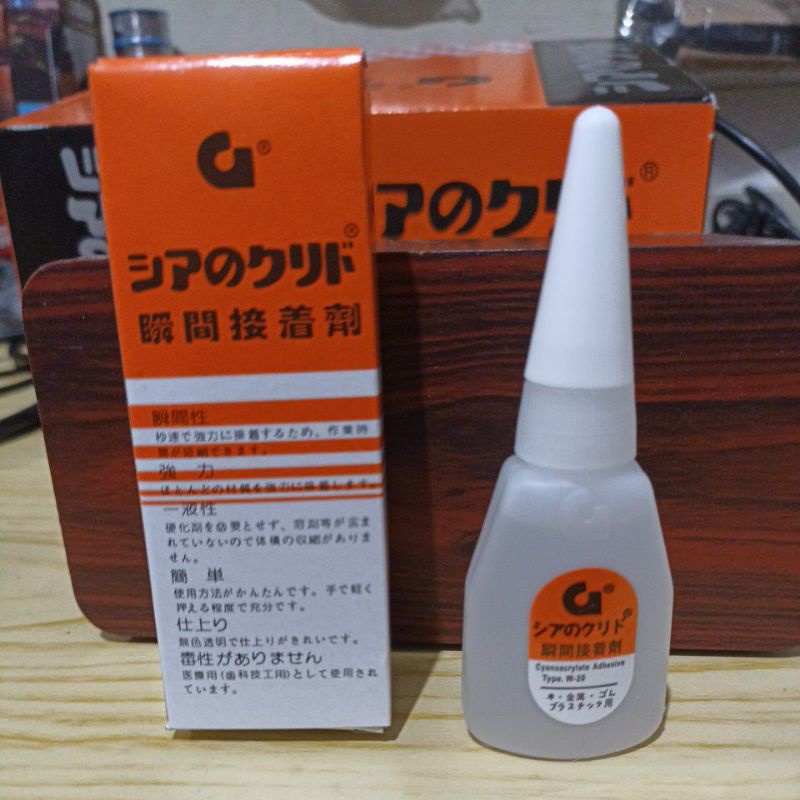 シアのクリド®
瞬間接着剤
瞬間性
秒速で強力に接着するため、作業時
間が短縮できます。
強 力
ほとんどの材質を強力に接着します。
一液性
硬化剤を必要とせず、溶剤等が含ま
れていないので体積の収縮がありま
せん。
簡 単
使用方法がかんたんです。手で軽く
押える程度で充分です。
仕上り
無色透明で仕上りがきれいです。
毒性がありません
医療用(歯科技工用)として使用され
ています。
アのクリド®
シアのクリド®
瞬間接着剤
Cyanoacrylate Adhesive
Type. W-20
木・金属・ゴム
プラスチック用